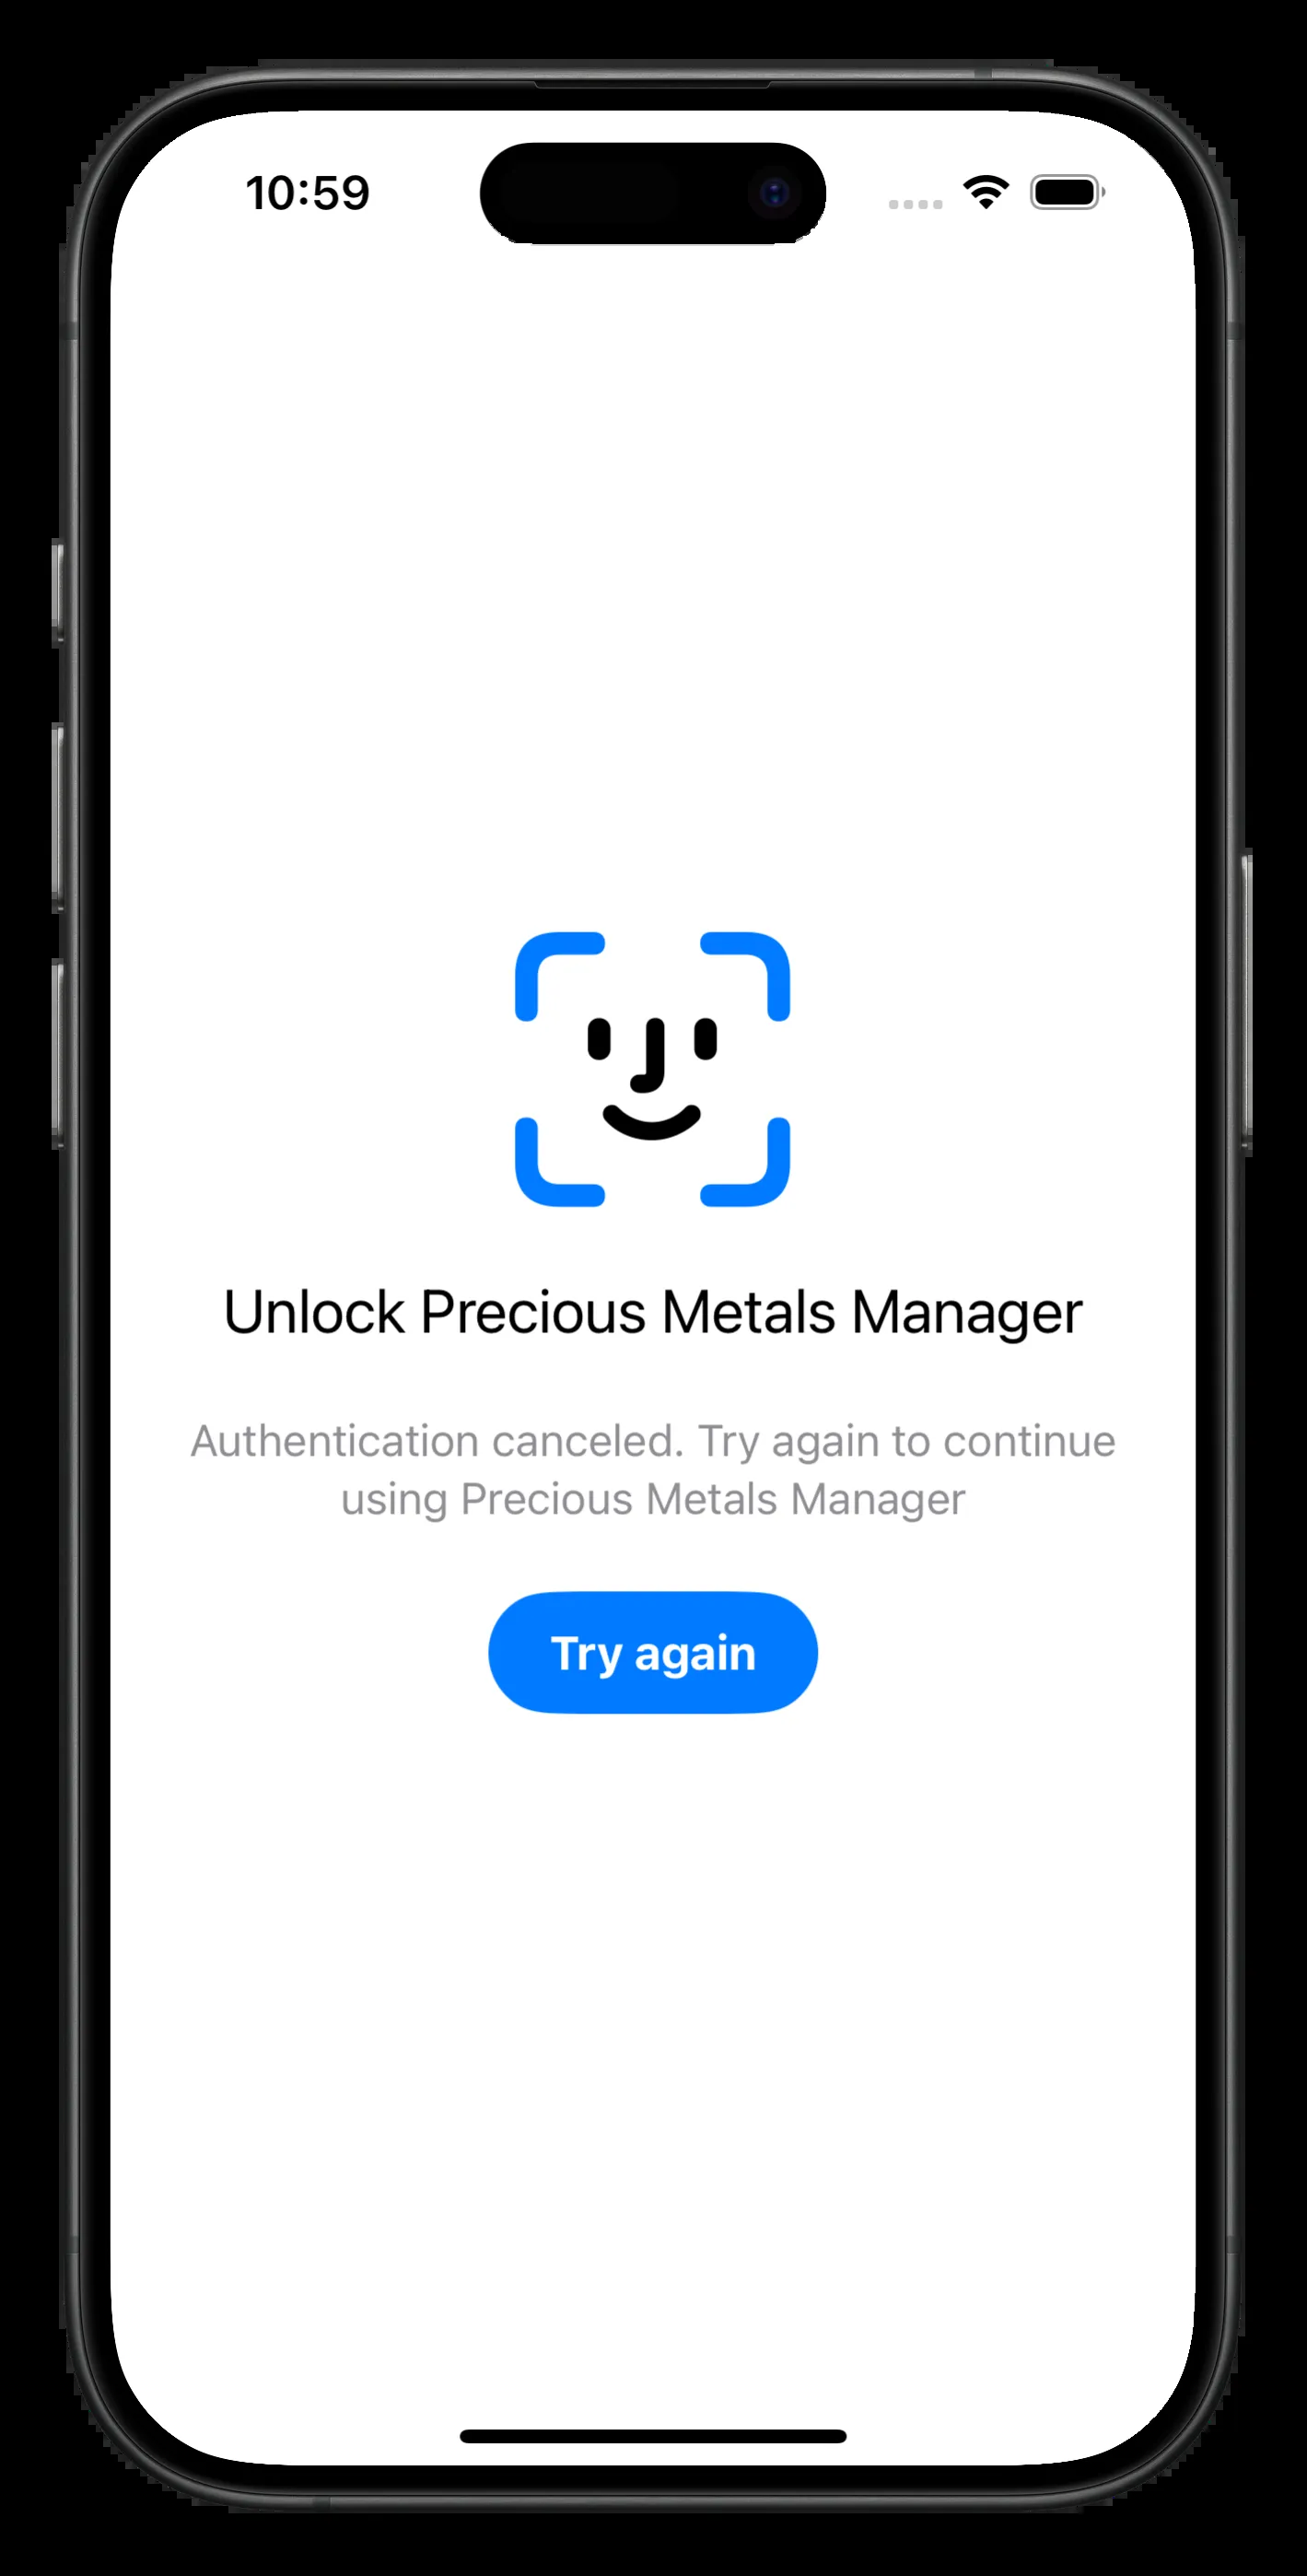 10:59
Unlock Precious Metals Manager
Authentication canceled. Try again to continue
using Precious Metals Manager
Try again